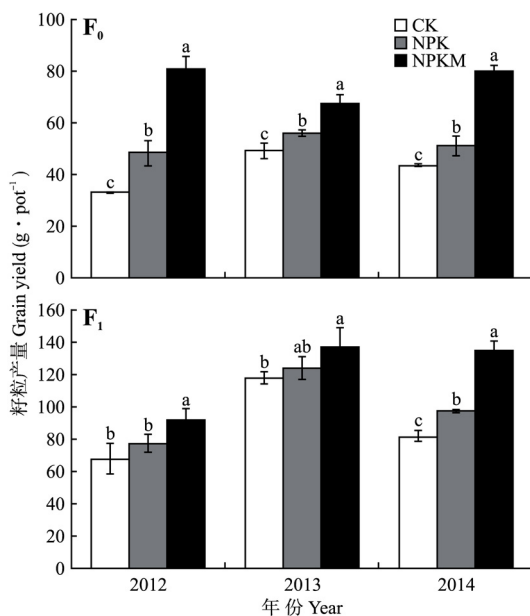 籽粒产量 Grain yield (g·pot⁻¹)
F₀
CK
NPK
NPKM
100
80
60
40
20
0
c
b
a
c
b
a
c
b
a
F₁
160
140
120
100
80
60
40
20
0
b
b
a
b
ab
a
c
b
a
2012
2013
2014
年 份 Year